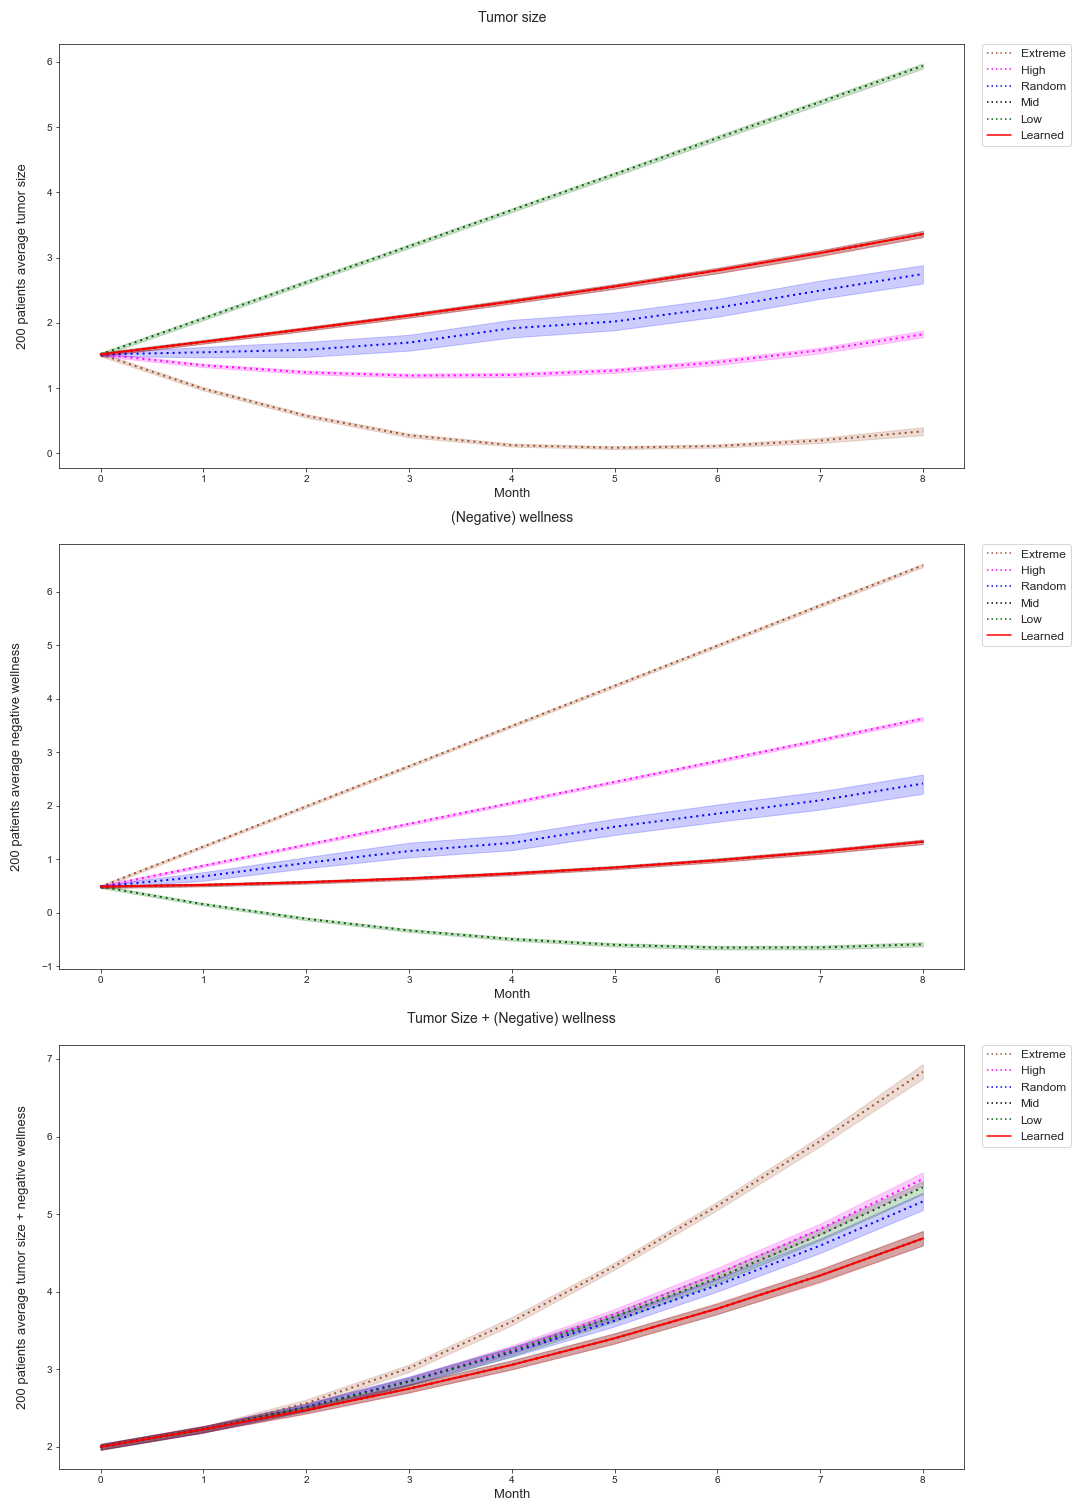 Tumor size
200 patients average tumor size
6
5
4
3
2
1
0
0 1 2 3 4 5 6 7 8
Month
Extreme
High
Random
Mid
Low
Learned
(Negative) wellness
200 patients average negative wellness
6
5
4
3
2
1
0
−1
0 1 2 3 4 5 6 7 8
Month
Extreme
High
Random
Mid
Low
Learned
Tumor Size + (Negative) wellness
200 patients average tumor size + negative wellness
7
6
5
4
3
2
0 1 2 3 4 5 6 7 8
Month
Extreme
High
Random
Mid
Low
Learned